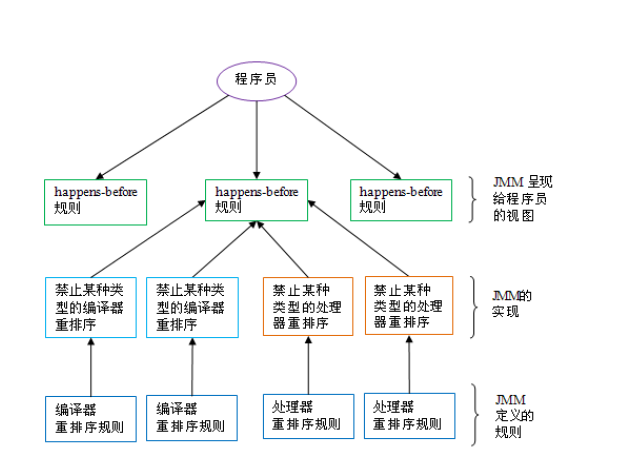 程序员
happens-before
规则
happens-before
规则
happens-before
规则
JMM 呈现
给程序员
的视图
禁止某种类
型的编译器
重排序
禁止某种类
型的编译器
重排序
禁止某种
类型的处理
器重排序
禁止某种
类型的处理
器重排序
JMM的
实现
编译器
重排序规则
编译器
重排序规则
处理器
重排序规则
处理器
重排序规则
JMM
定义的
规则